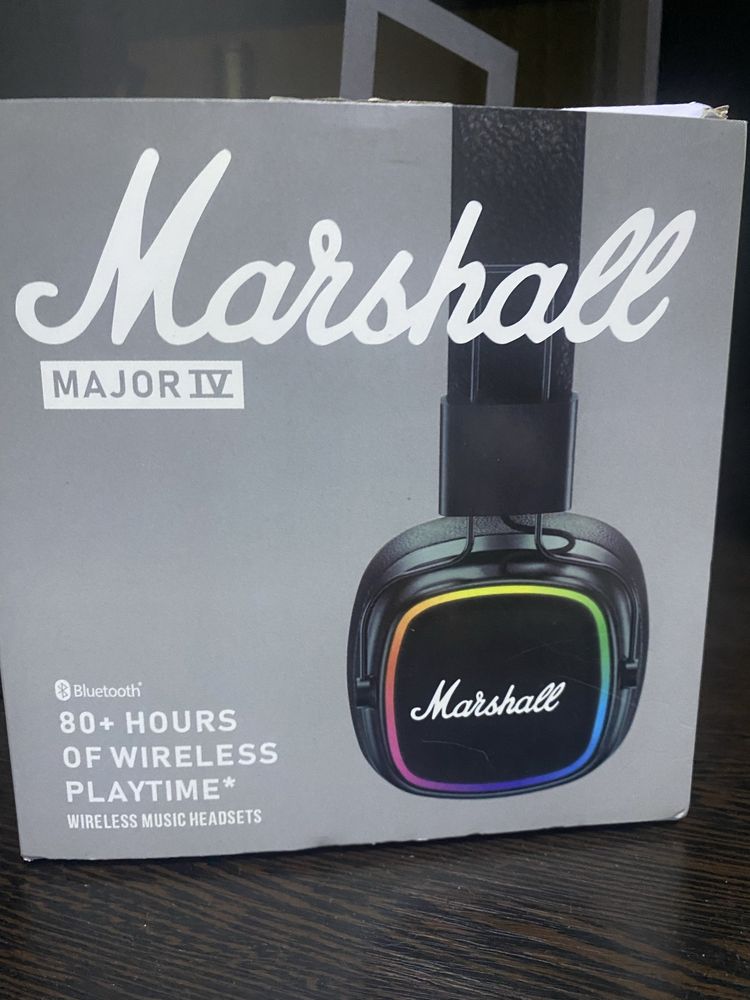 Marshall
MAJOR IV
Marshall
Bluetooth®
80+ HOURS
OF WIRELESS
PLAYTIME*
WIRELESS MUSIC HEADSETS